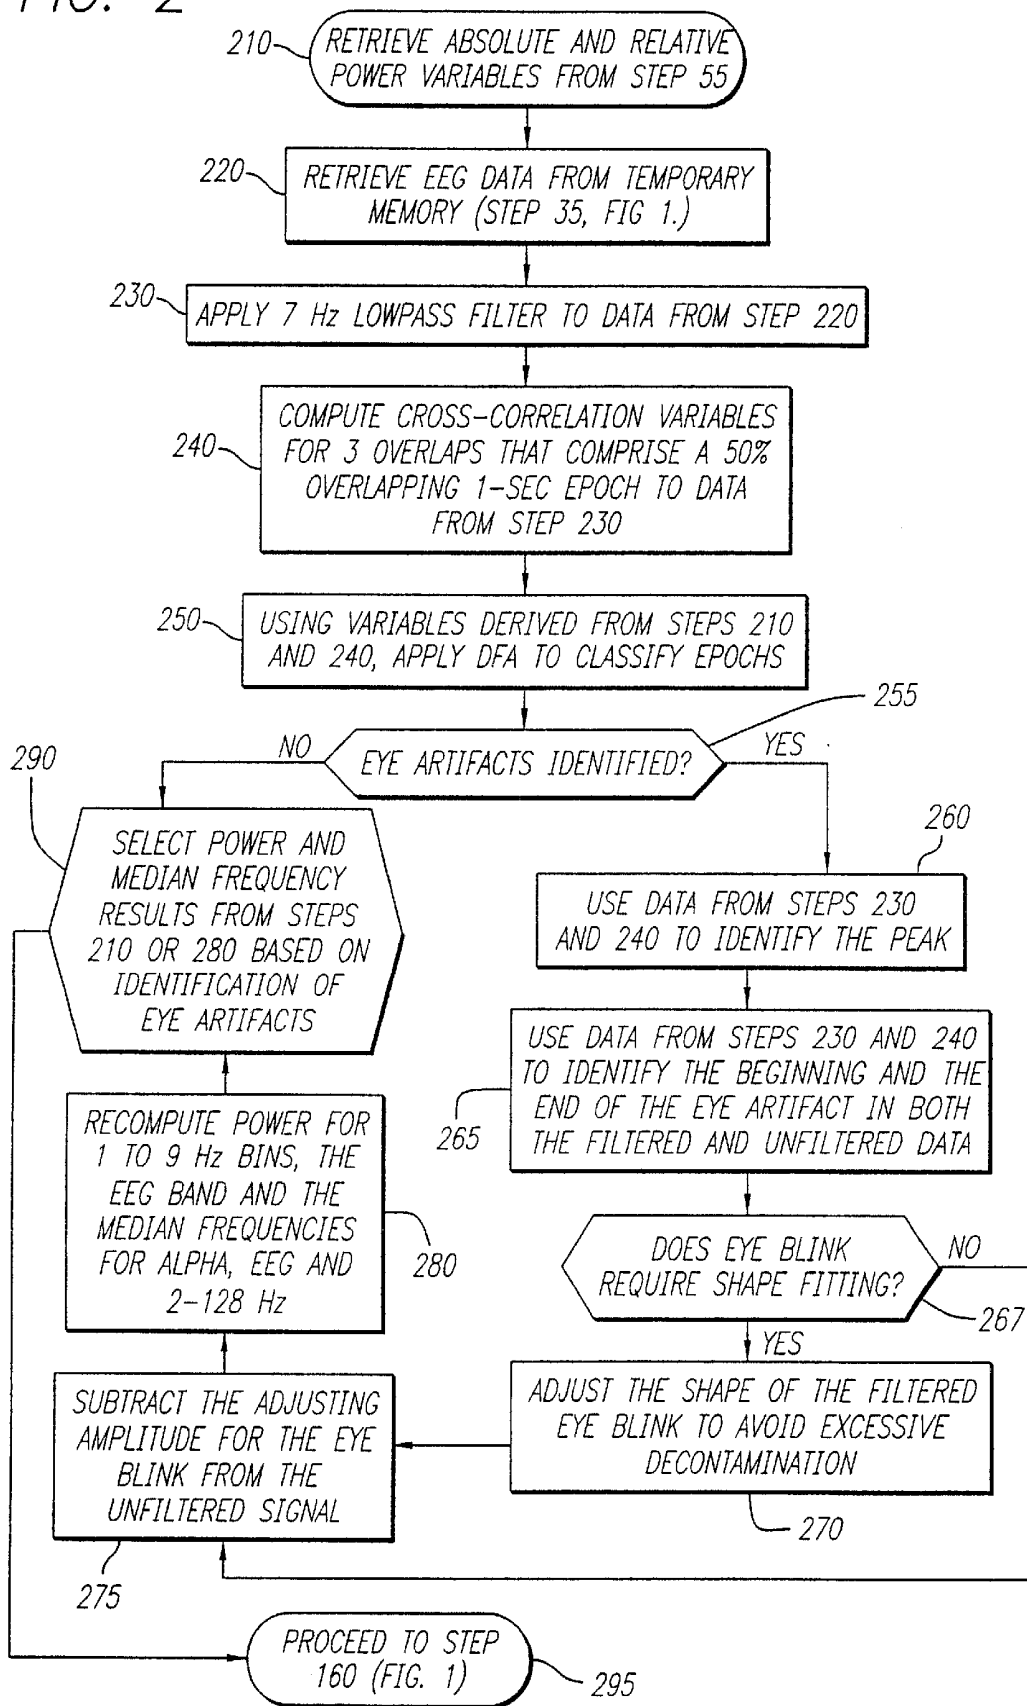 FIG. 2
210
RETRIEVE ABSOLUTE AND RELATIVE
POWER VARIABLES FROM STEP 55
220
RETRIEVE EEG DATA FROM TEMPORARY
MEMORY (STEP 35, FIG 1.)
230
APPLY 7 Hz LOWPASS FILTER TO DATA FROM STEP 220
240
COMPUTE CROSS-CORRELATION VARIABLES
FOR 3 OVERLAPS THAT COMPRISE A 50%
OVERLAPPING 1-SEC EPOCH TO DATA
FROM STEP 230
250
USING VARIABLES DERIVED FROM STEPS 210
AND 240, APPLY DFA TO CLASSIFY EPOCHS
255
EYE ARTIFACTS IDENTIFIED?
NO
YES
290
SELECT POWER AND
MEDIAN FREQUENCY
RESULTS FROM STEPS
210 OR 280 BASED ON
IDENTIFICATION OF
EYE ARTIFACTS
260
USE DATA FROM STEPS 230
AND 240 TO IDENTIFY THE PEAK
265
USE DATA FROM STEPS 230 AND 240
TO IDENTIFY THE BEGINNING AND THE
END OF THE EYE ARTIFACT IN BOTH
THE FILTERED AND UNFILTERED DATA
RECOMPUTE POWER FOR
1 TO 9 Hz BINS, THE
EEG BAND AND THE
MEDIAN FREQUENCIES
FOR ALPHA, EEG AND
2-128 Hz
280
DOES EYE BLINK
REQUIRE SHAPE FITTING?
NO
267
YES
ADJUST THE SHAPE OF THE FILTERED
EYE BLINK TO AVOID EXCESSIVE
DECONTAMINATION
270
SUBTRACT THE ADJUSTING
AMPLITUDE FOR THE EYE
BLINK FROM THE
UNFILTERED SIGNAL
275
PROCEED TO STEP
160 (FIG. 1)
295